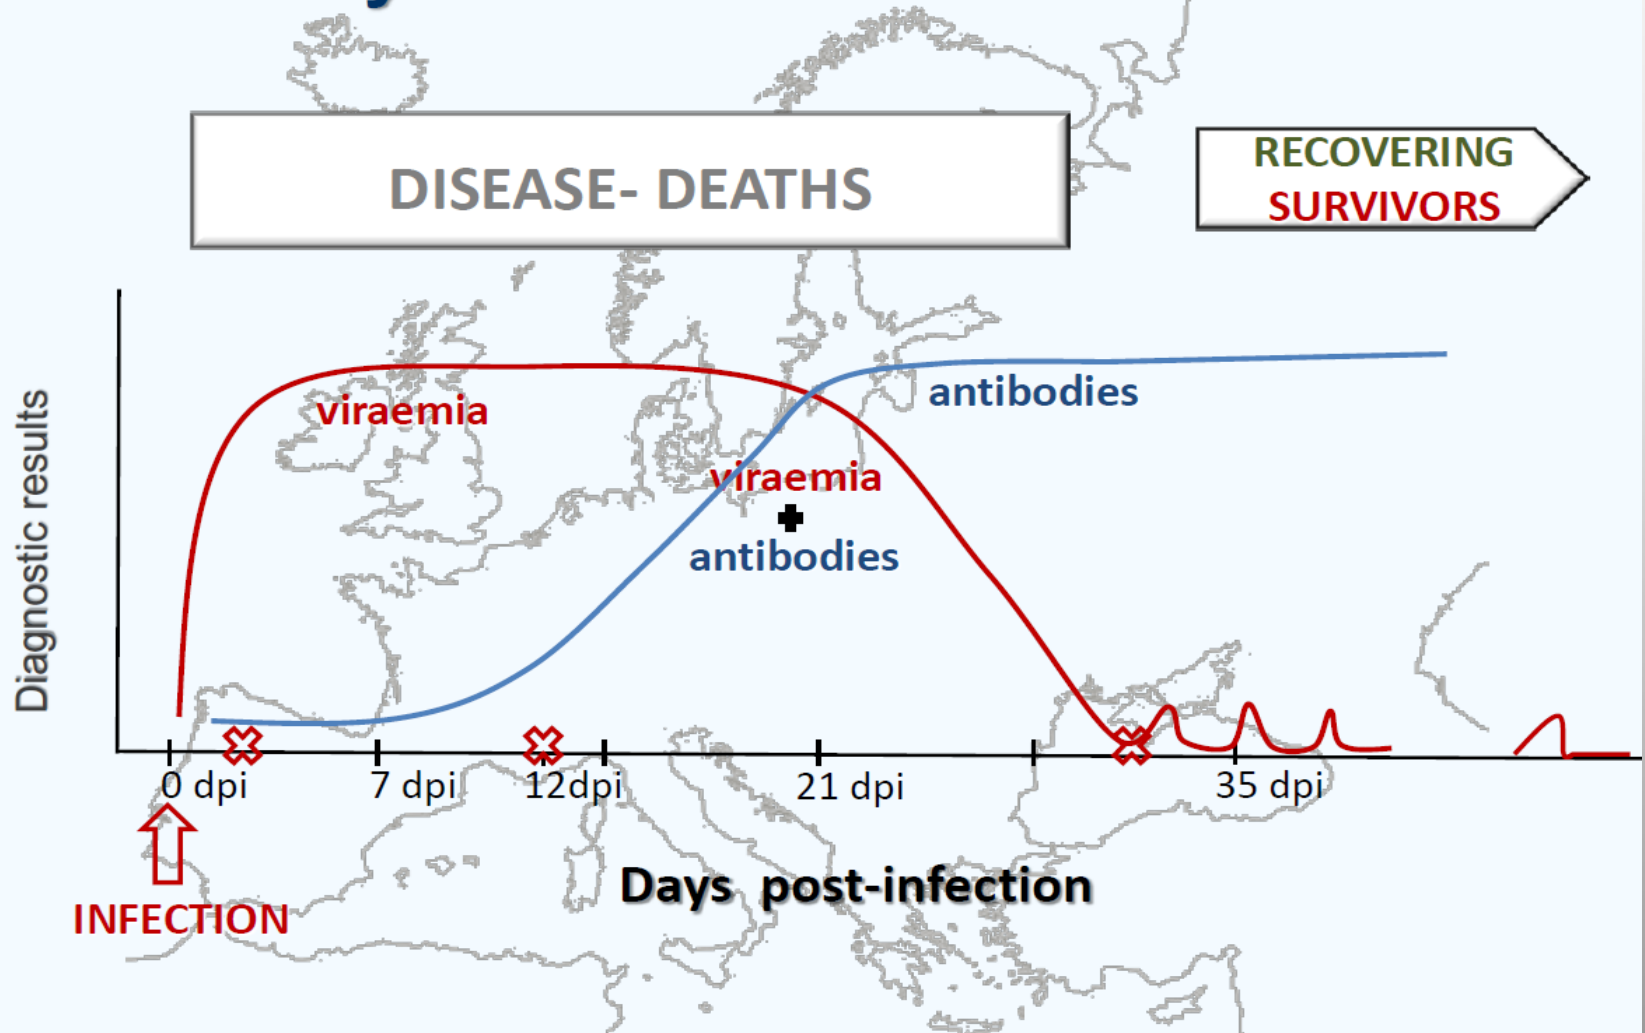 DISEASE- DEATHS
RECOVERING
SURVIVORS
Diagnostic results
viraemia
antibodies
viraemia
antibodies
0 dpi
7 dpi
12dpi
21 dpi
35 dpi
INFECTION
Days post-infection